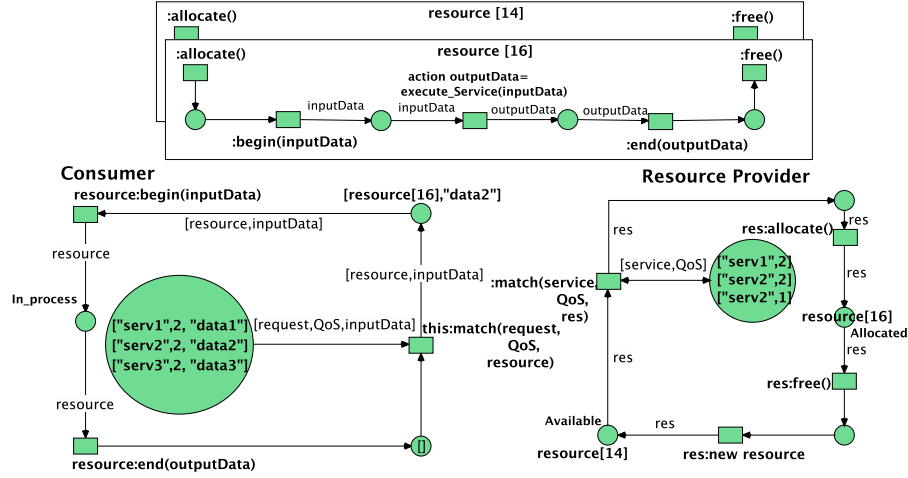 :allocate()
resource [14]
:free()
:allocate()
resource [16]
:free()
action outputData=
execute_Service(inputData)
inputData
inputData
outputData
outputData
:begin(inputData)
:end(outputData)
Consumer
resource:begin(inputData)
[resource[16],"data2"]
[resource,inputData]
resource
[resource,inputData]
In_process
["serv1",2, "data1"]
["serv2",2, "data2"]
["serv3",2, "data3"]
[request,QoS,inputData]
this:match(request,
QoS,
resource)
resource
[]
resource:end(outputData)
Resource Provider
res
res
res:allocate()
[service,QoS]
["serv1",2]
["serv2",2]
["serv2",1]
:match(service,
QoS,
res)
res
resource[16]
Allocated
res
res
res:free()
Available
res
resource[14]
res:new resource